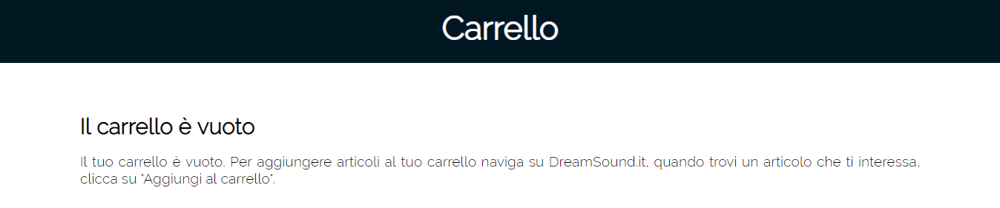 Carrello
Il carrello è vuoto
Il tuo carrello è vuoto. Per aggiungere articoli al tuo carrello naviga su DreamSound.it, quando trovi un articolo che ti interessa,
clicca su "Aggiungi al carrello".